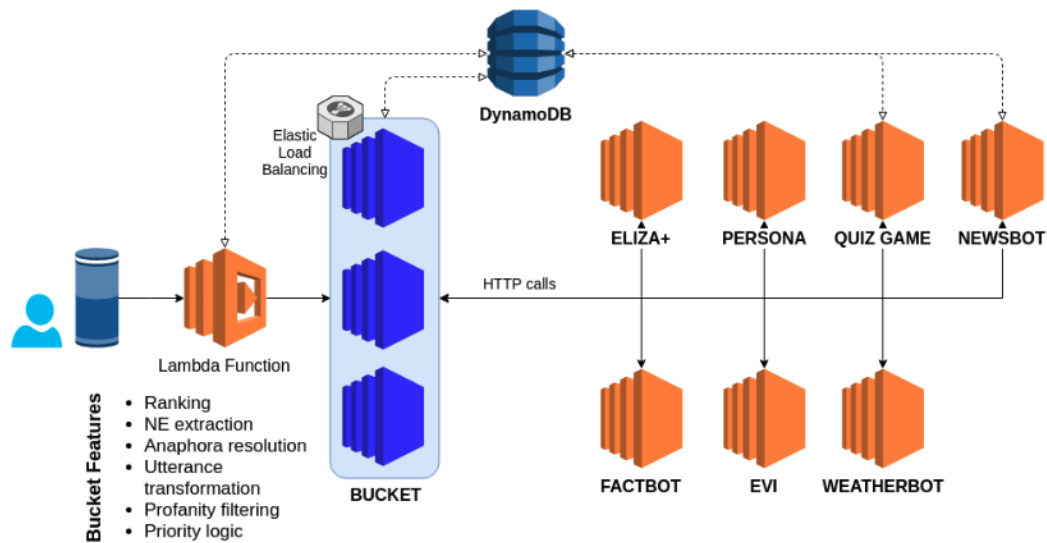 DynamoDB
Elastic
Load
Balancing
ELIZA+
PERSONA
QUIZ GAME
NEWSBOT
HTTP calls
Lambda Function
Bucket Features
• Ranking
• NE extraction
• Anaphora resolution
• Utterance
transformation
• Profanity filtering
• Priority logic
BUCKET
FACTBOT
EVI
WEATHERBOT